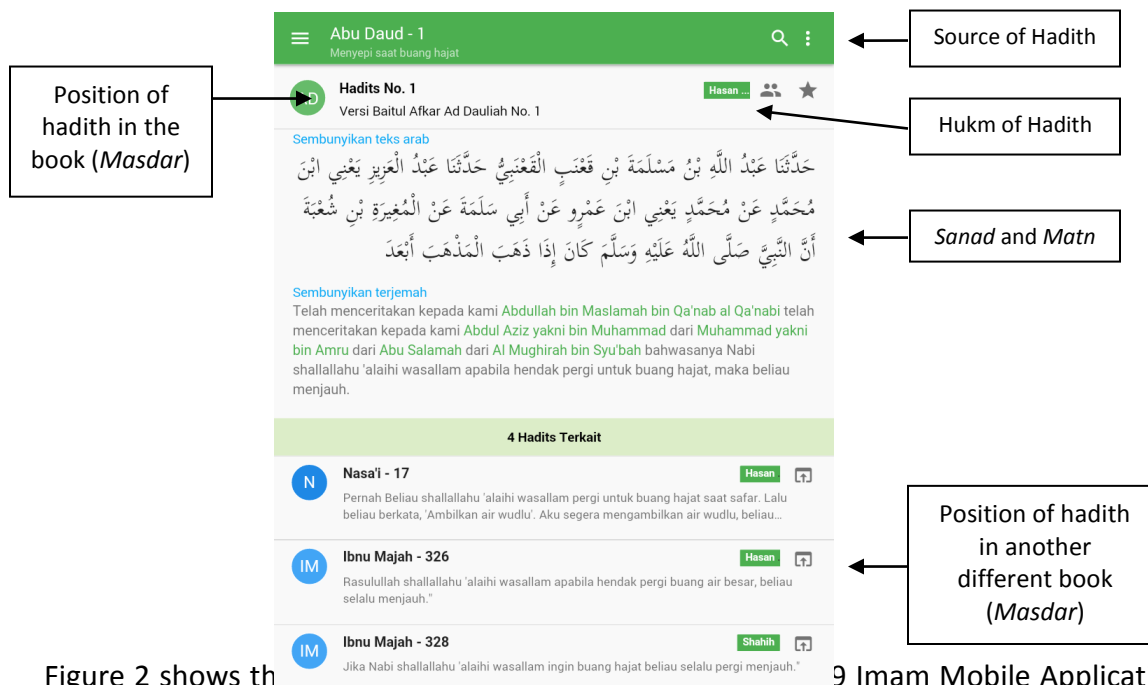 Abu Daud - 1
Menyepi saat buang hajat
Source of Hadith
Position of
hadith in the
book (Masdar)
Hadits No. 1
Versi Baitul Afkar Ad Dauliah No. 1
Hasan ...
Hukm of Hadith
Sembunyikan teks arab
حَدَّثَنَا عَبْدُ اللَّهِ بْنُ مَسْلَمَةَ بْنِ قَعْنَبٍ الْقَعْنَبِيُّ حَدَّثَنَا عَبْدُ الْعَزِيزِ يَعْنِي ابْنَ
مُحَمَّدٍ عَنْ مُحَمَّدٍ يَعْنِي ابْنَ عَمْرٍو عَنْ أَبِي سَلَمَةَ عَنْ الْمُغِيرَةِ بْنِ شُعْبَةَ
أَنَّ النَّبِيَّ صَلَّى اللَّهُ عَلَيْهِ وَسَلَّمَ كَانَ إِذَا ذَهَبَ الْمَذْهَبَ أَبْعَدَ
Sanad and Matn
Sembunyikan terjemah
Telah menceritakan kepada kami Abdullah bin Maslamah bin Qa'nab al Qa'nabi telah
menceritakan kepada kami Abdul Aziz yakni bin Muhammad dari Muhammad yakni
bin Amru dari Abu Salamah dari Al Mughirah bin Syu'bah bahwasanya Nabi
shallallahu 'alaihi wasallam apabila hendak pergi untuk buang hajat, maka beliau
menjauh.
4 Hadits Terkait
N
Nasa'i - 17
Hasan
Pernah Beliau shallallahu 'alaihi wasallam pergi untuk buang hajat saat safar. Lalu
beliau berkata, 'Ambilkan air wudlu'. Aku segera mengambilkan air wudlu, beliau...
IM
Ibnu Majah - 326
Hasan
Rasulullah shallallahu 'alaihi wasallam apabila hendak pergi buang air besar, beliau
selalu menjauh."
Position of hadith
in another
different book
(Masdar)
IM
Ibnu Majah - 328
Shahih
Jika Nabi shallallahu 'alaihi wasallam ingin buang hajat beliau selalu pergi menjauh."
Figure 2 shows th 9 Imam Mobile Applicat